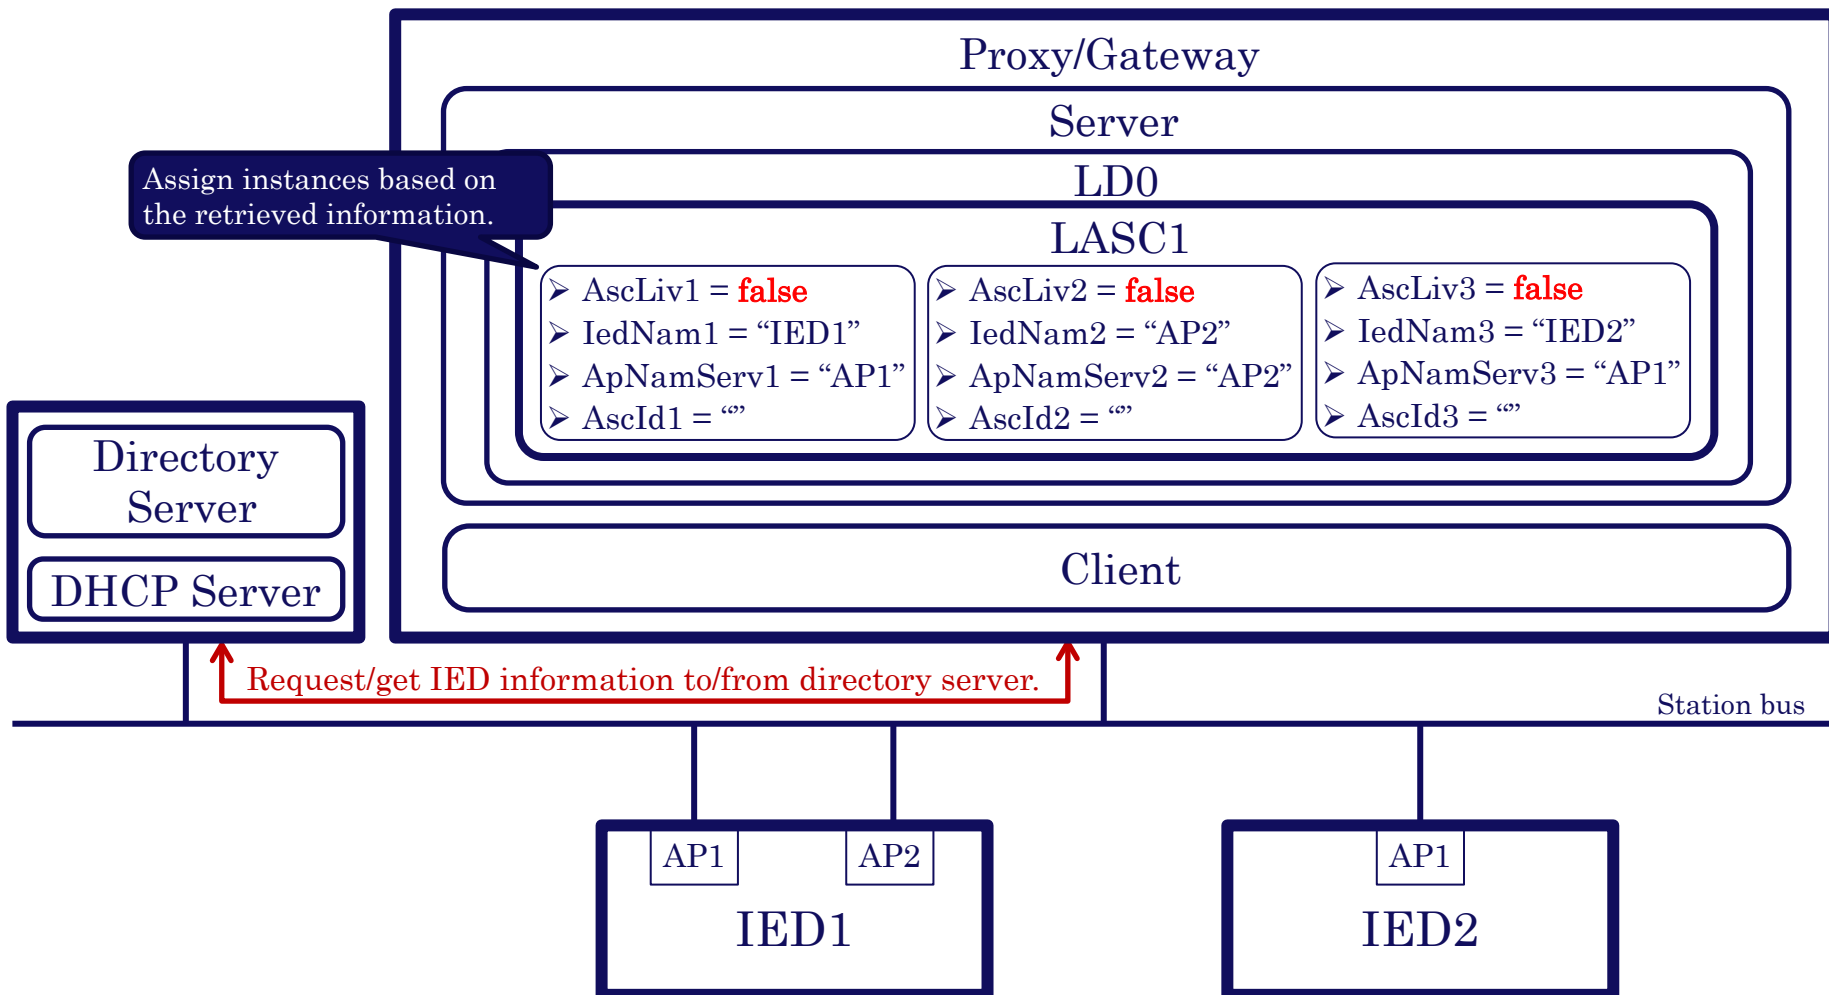 Proxy/Gateway
Server
LD0
LASC1
Assign instances based on
the retrieved information.
➢ AscLiv1 = false
➢ IedNam1 = “IED1”
➢ ApNamServ1 = “AP1”
➢ AscId1 = “”
➢ AscLiv2 = false
➢ IedNam2 = “AP2”
➢ ApNamServ2 = “AP2”
➢ AscId2 = “”
➢ AscLiv3 = false
➢ IedNam3 = “IED2”
➢ ApNamServ3 = “AP1”
➢ AscId3 = “”
Directory
Server
DHCP Server
Client
Request/get IED information to/from directory server.
Station bus
AP1
AP2
IED1
AP1
IED2